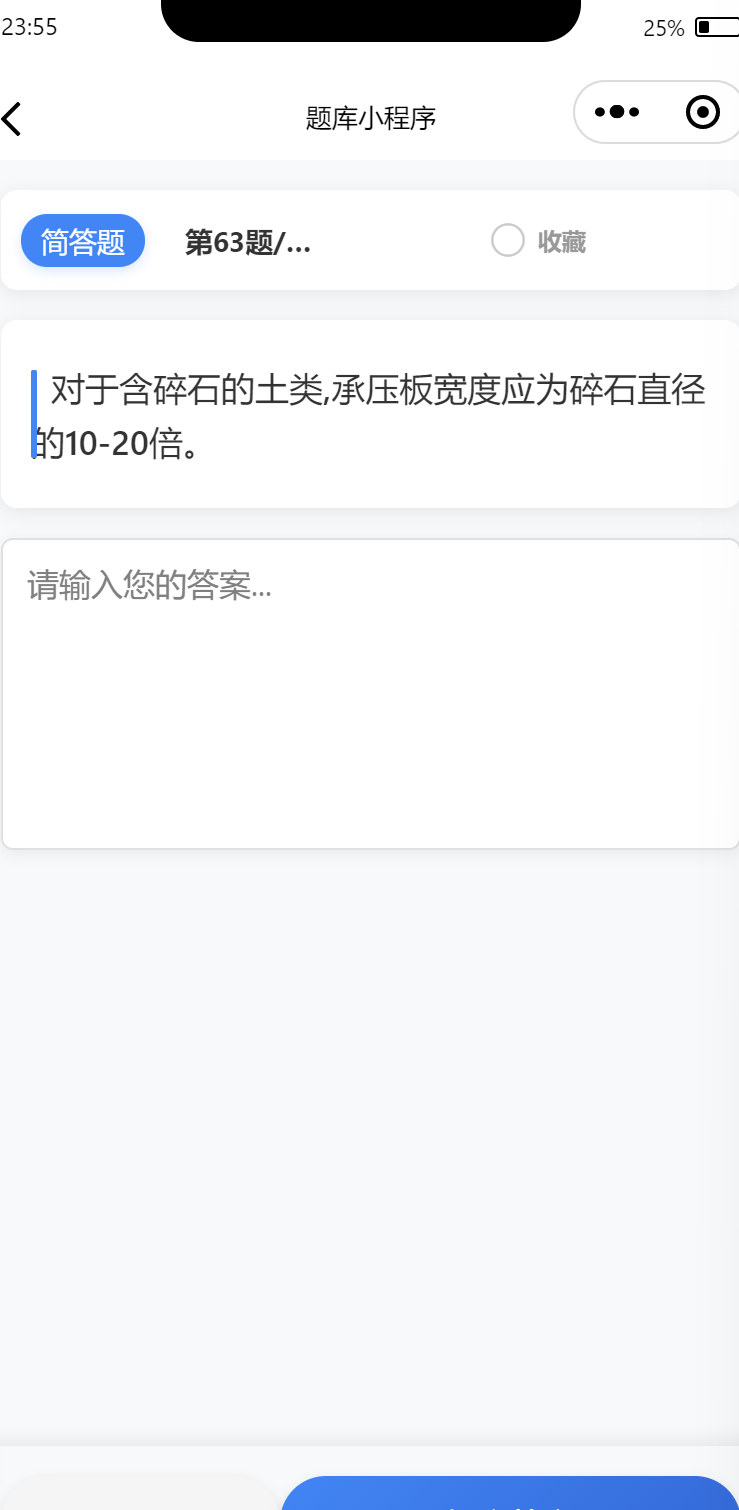 23:55
25%
题库小程序
简答题
第63题/...
收藏
对于含碎石的土类,承压板宽度应为碎石直径
的10-20倍。
请输入您的答案...